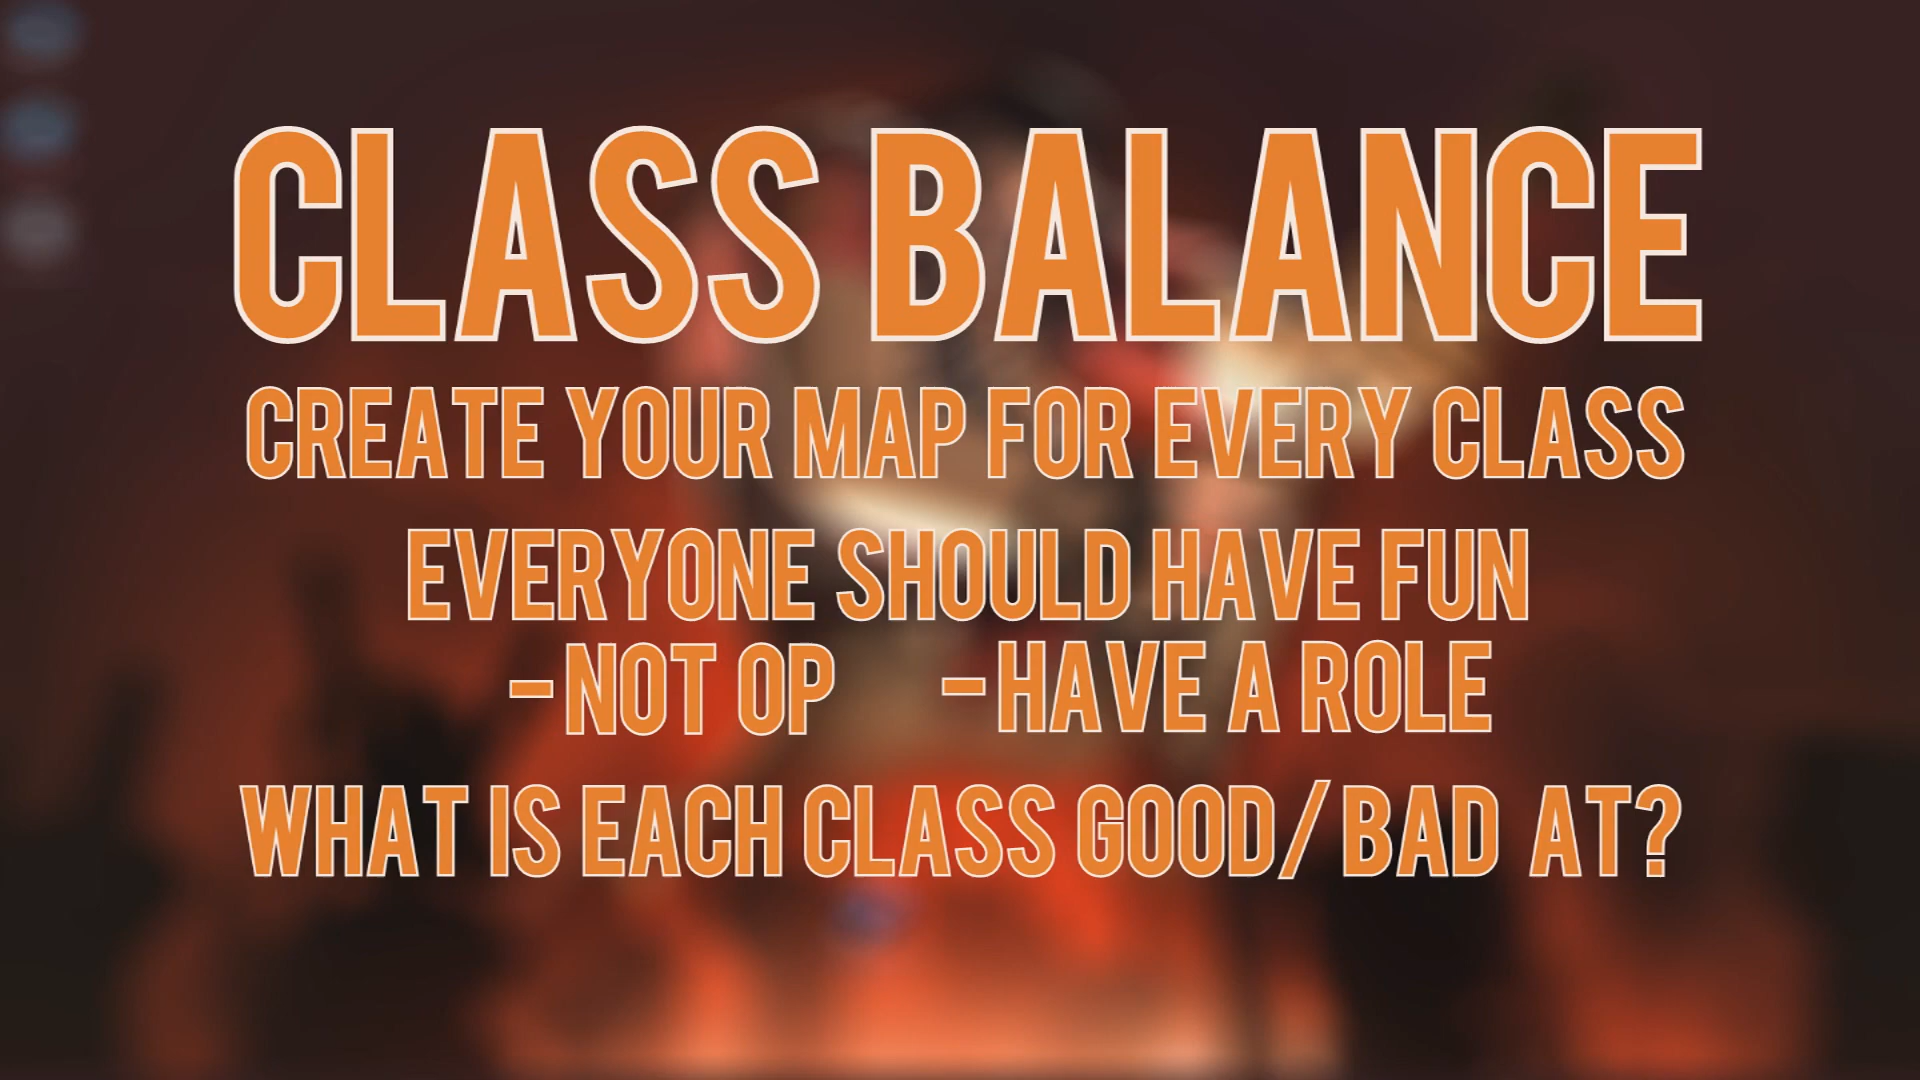 CLASS BALANCE
CREATE YOUR MAP FOR EVERY CLASS
EVERYONE SHOULD HAVE FUN
-NOT OP -HAVE A ROLE
WHAT IS EACH CLASS GOOD/BAD AT?